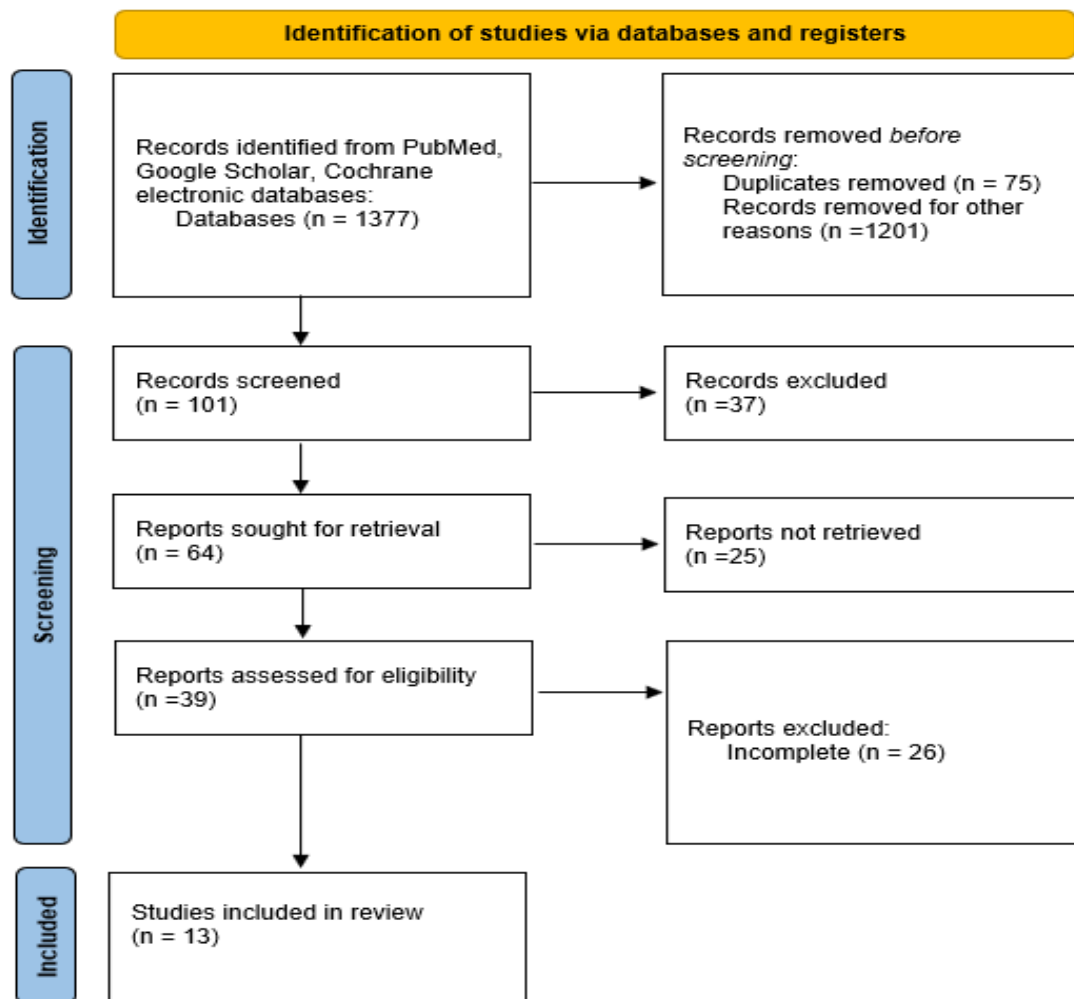 Identification of studies via databases and registers
Identification
Records identified from PubMed,
Google Scholar, Cochrane
electronic databases:
Databases (n = 1377)
Records removed before
screening:
Duplicates removed (n = 75)
Records removed for other
reasons (n =1201)
Screening
Records screened
(n = 101)
Records excluded
(n =37)
Reports sought for retrieval
(n = 64)
Reports not retrieved
(n =25)
Reports assessed for eligibility
(n =39)
Reports excluded:
Incomplete (n = 26)
Included
Studies included in review
(n = 13)